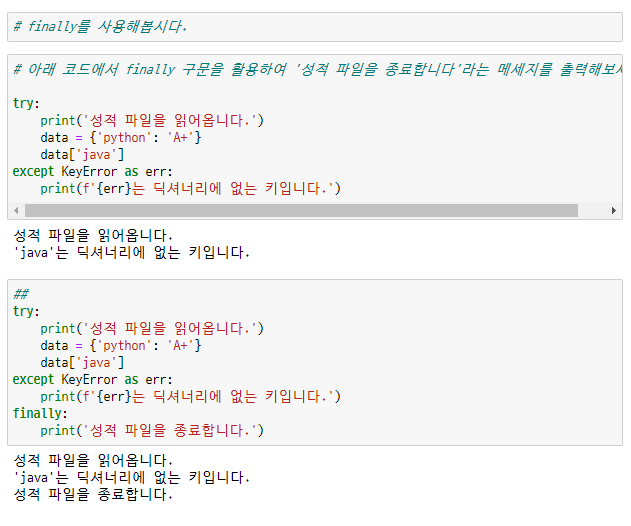 # finally를 사용해봅시다.
# 아래 코드에서 finally 구문을 활용하여 '성적 파일을 종료합니다'라는 메세지를 출력해보
try:
    print('성적 파일을 읽어옵니다.')
    data = {'python': 'A+'}
    data['java']
except KeyError as err:
    print(f'{err}는 딕셔너리에 없는 키입니다.')
성적 파일을 읽어옵니다.
'java'는 딕셔너리에 없는 키입니다.
##
try:
    print('성적 파일을 읽어옵니다.')
    data = {'python': 'A+'}
    data['java']
except KeyError as err:
    print(f'{err}는 딕셔너리에 없는 키입니다.')
finally:
    print('성적 파일을 종료합니다.')
성적 파일을 읽어옵니다.
'java'는 딕셔너리에 없는 키입니다.
성적 파일을 종료합니다.